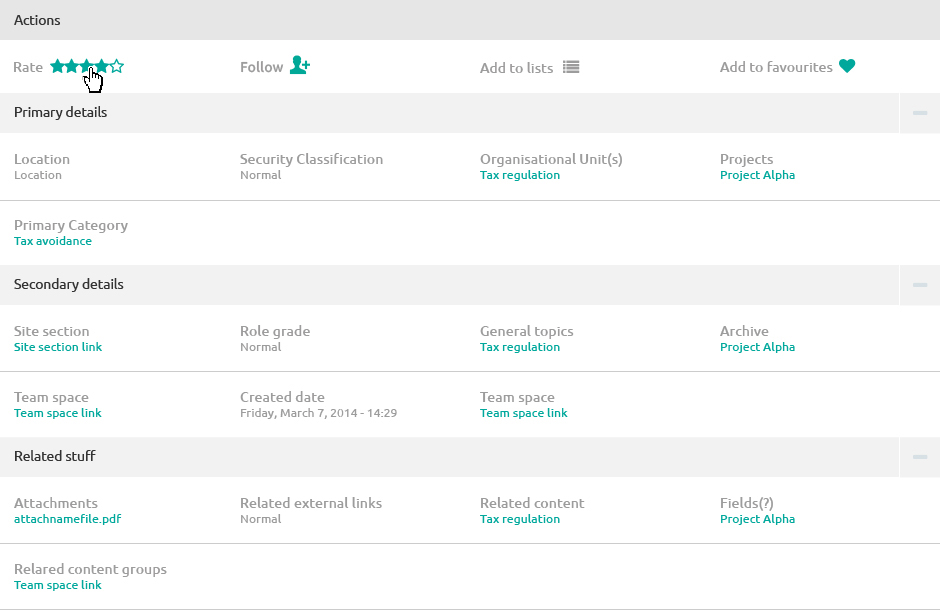 Actions
Rate Follow Add to lists Add to favourites
Primary details
Location Security Classification Organisational Unit(s) Projects
Location Normal Tax regulation Project Alpha
Primary Category
Tax avoidance
Secondary details
Site section Role grade General topics Archive
Site section link Normal Tax regulation Project Alpha
Team space Created date Team space
Team space link Friday, March 7, 2014 - 14:29 Team space link
Related stuff
Attachments Related external links Related content Fields(?)
attachnamefile.pdf Normal Tax regulation Project Alpha
Relared content groups
Team space link